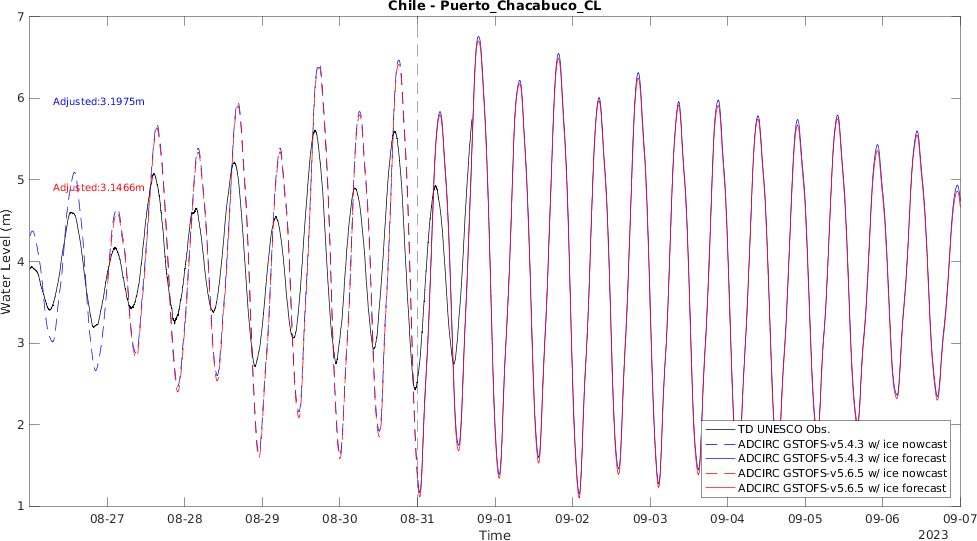 Chile - Puerto_Chacabuco_CL
7
6
5
4
3
2
1
Water Level (m)
Adjusted:3.1975m
Adjusted:3.1466m
TD UNESCO Obs.
ADCIRC GSTOFS-v5.4.3 w/ ice nowcast
ADCIRC GSTOFS-v5.4.3 w/ ice forecast
ADCIRC GSTOFS-v5.6.5 w/ ice nowcast
ADCIRC GSTOFS-v5.6.5 w/ ice forecast
08-27 08-28 08-29 08-30 08-31 09-01 09-02 09-03 09-04 09-05 09-06 09-07
Time
2023